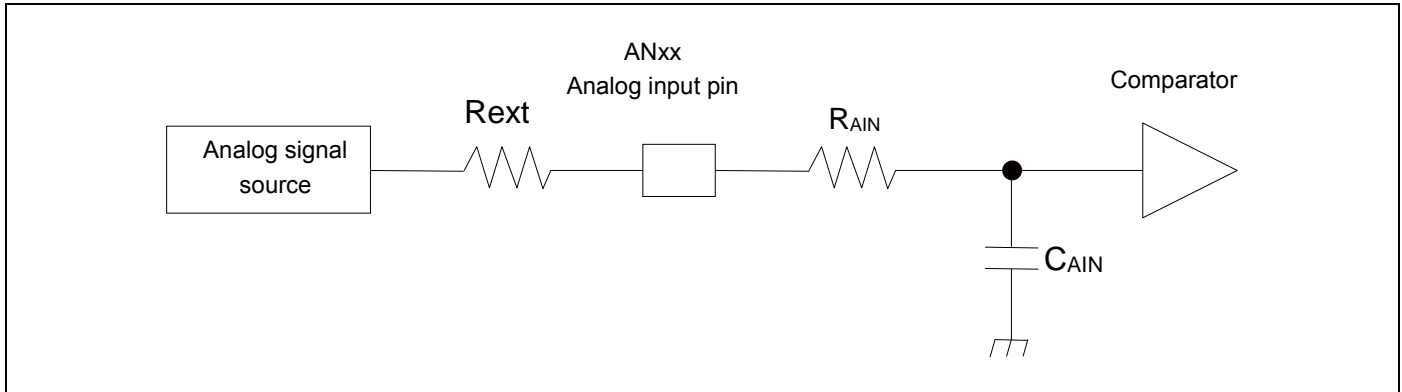 ANxx
Analog input pin
Comparator
Rext
RAIN
Analog signal
source
CAIN